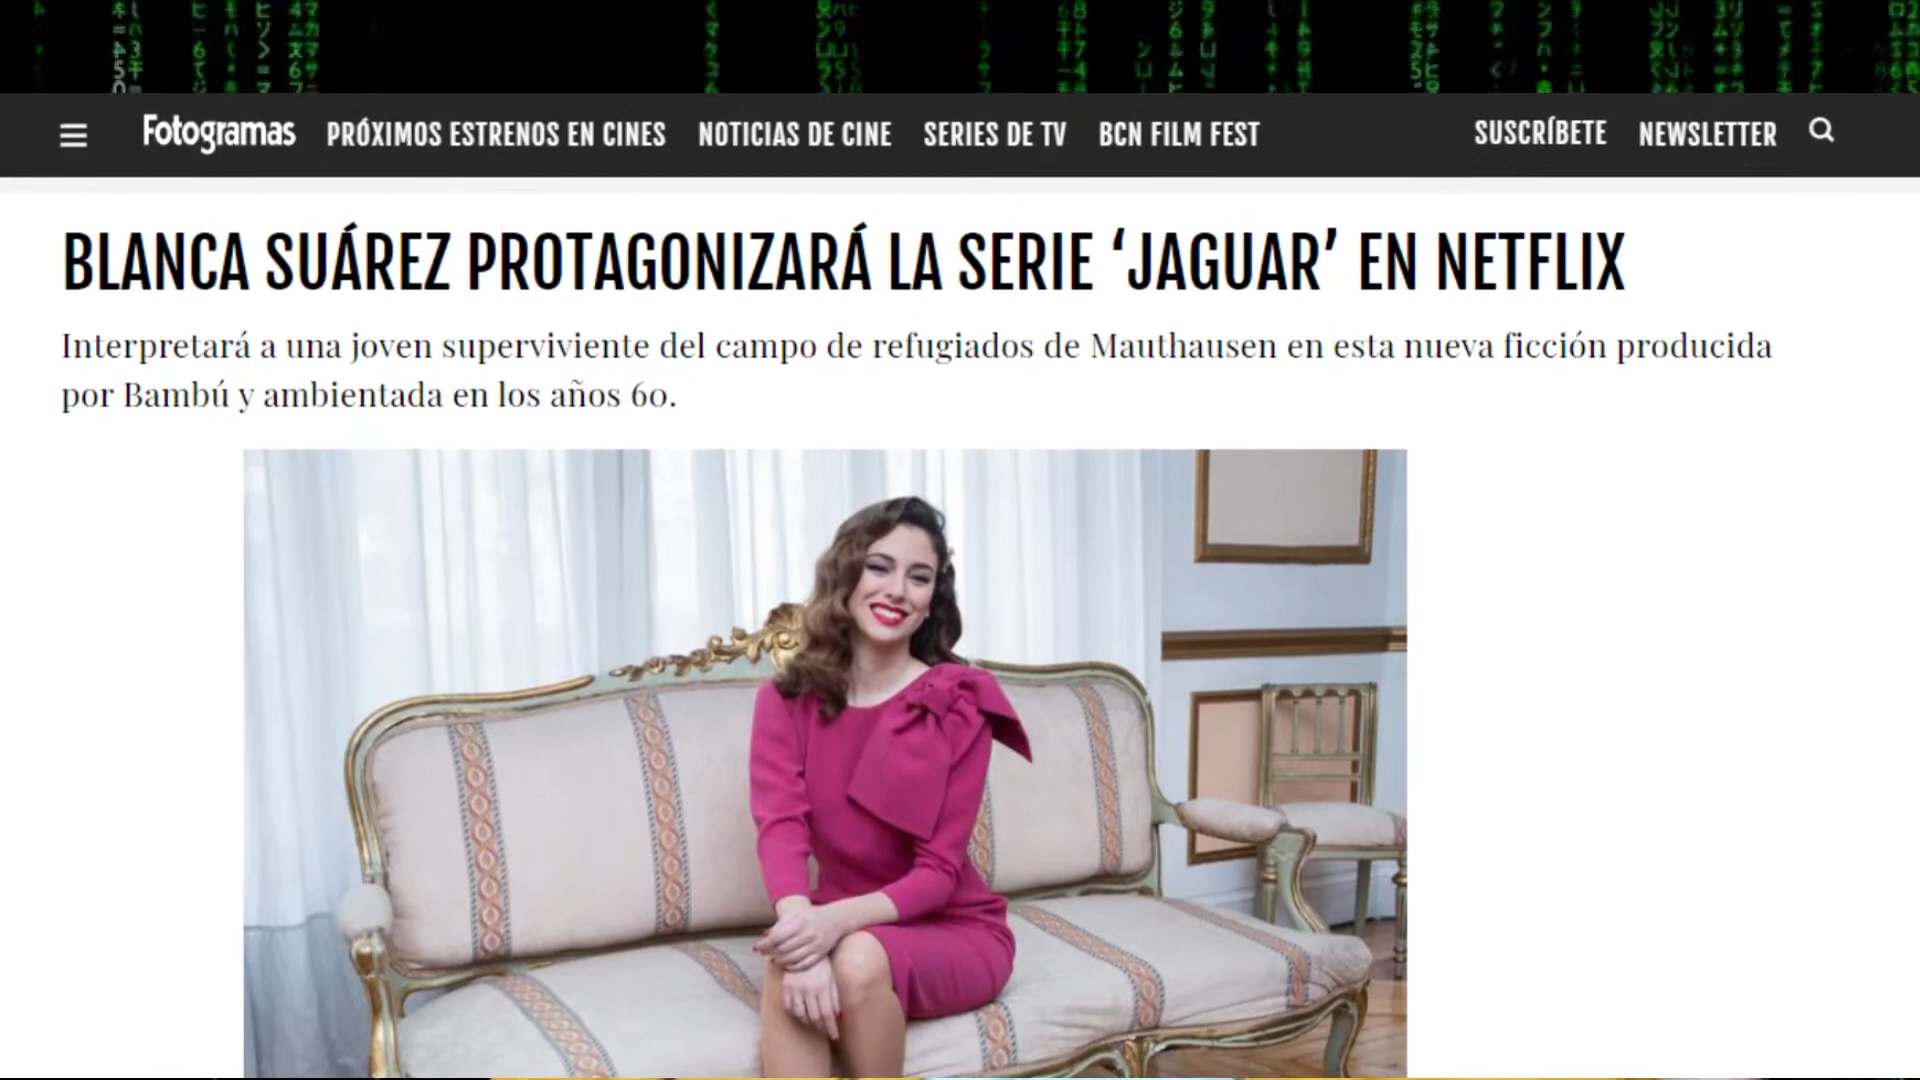 Fotogramas PRÓXIMOS ESTRENOS EN CINES NOTICIAS DE CINE SERIES DE TV BCN FILM FEST SUSCRÍBETE NEWSLETTER
BLANCA SUÁREZ PROTAGONIZARÁ LA SERIE ‘JAGUAR’ EN NETFLIX
Interpretará a una joven superviviente del campo de refugiados de Mauthausen en esta nueva ficción producida
por Bambú y ambientada en los años 60.